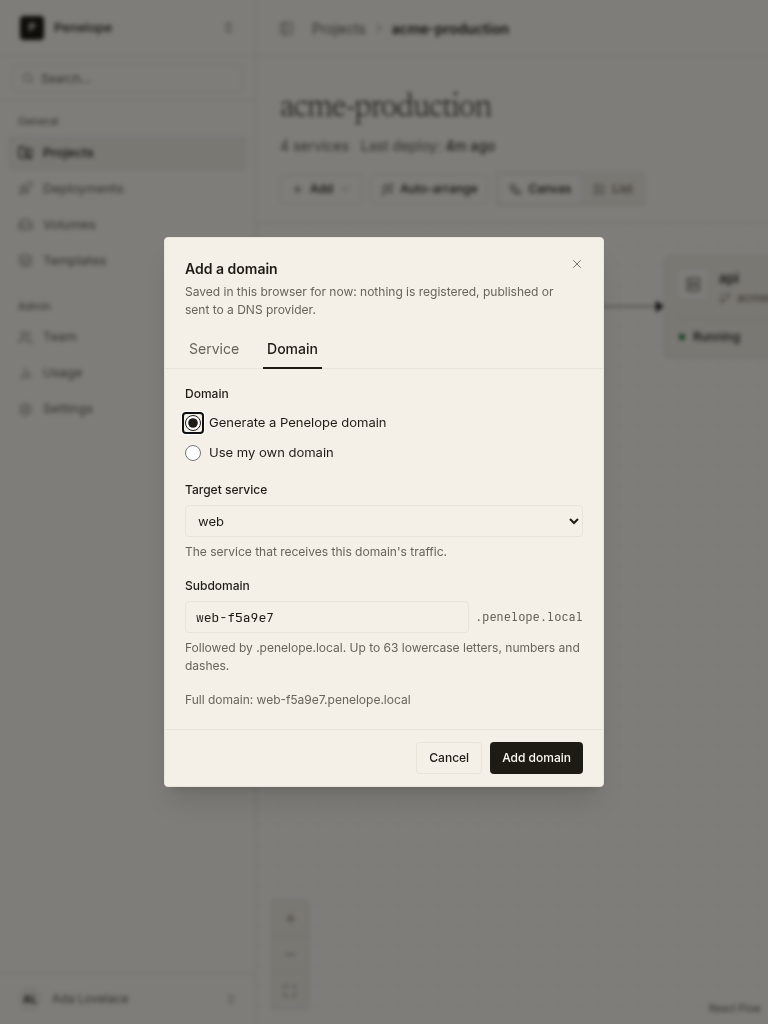 P Penelope
Projects › acme-production
Search...
General
Projects
Deployments
Volumes
Templates
Admin
Team
Usage
Settings
acme-production
4 services Last deploy: 4m ago
+ Add
Auto-arrange
Canvas
List
api
Running
Add a domain
Saved in this browser for now: nothing is registered, published or
sent to a DNS provider.
Service Domain
Domain
Generate a Penelope domain
Use my own domain
Target service
web
The service that receives this domain's traffic.
Subdomain
web-f5a9e7 .penelope.local
Followed by .penelope.local. Up to 63 lowercase letters, numbers and
dashes.
Full domain: web-f5a9e7.penelope.local
Cancel Add domain
AL Ada Lovelace
React Flow